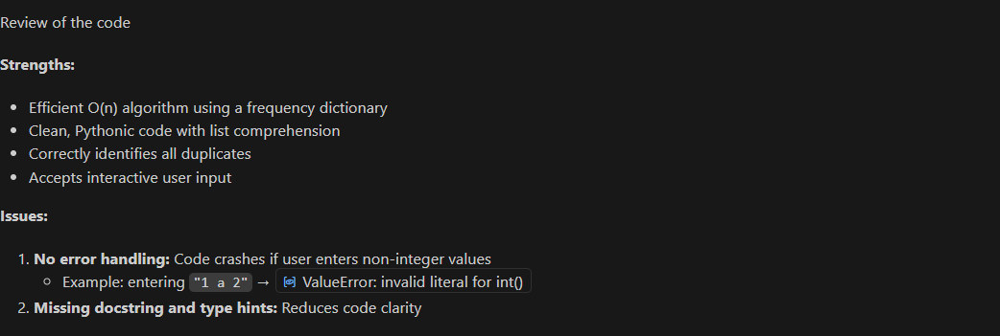 Review of the code
Strengths:
• Efficient O(n) algorithm using a frequency dictionary
• Clean, Pythonic code with list comprehension
• Correctly identifies all duplicates
• Accepts interactive user input
Issues:
1. No error handling: Code crashes if user enters non-integer values
◦ Example: entering "1 a 2" → ValueError: invalid literal for int()
2. Missing docstring and type hints: Reduces code clarity